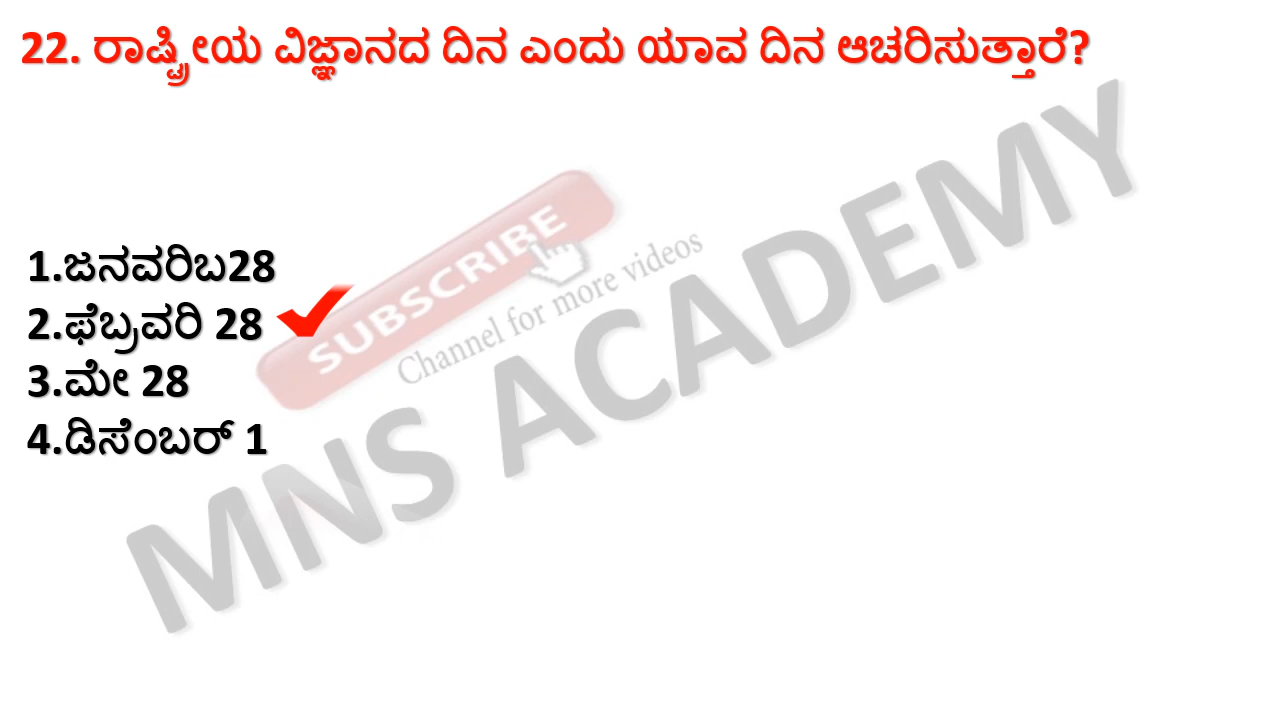 22. ರಾಷ್ಟ್ರೀಯ ವಿಜ್ಞಾನದ ದಿನ ಎಂದು ಯಾವ ದಿನ ಆಚರಿಸುತ್ತಾರೆ?
1.ಜನವರಿಬ28
2.ಫೆಬ್ರವರಿ 28
3.ಮೇ 28
4.ಡಿಸೆಂಬರ್ 1
SUBSCRIBE
Channel for more videos
MNS ACADEMY